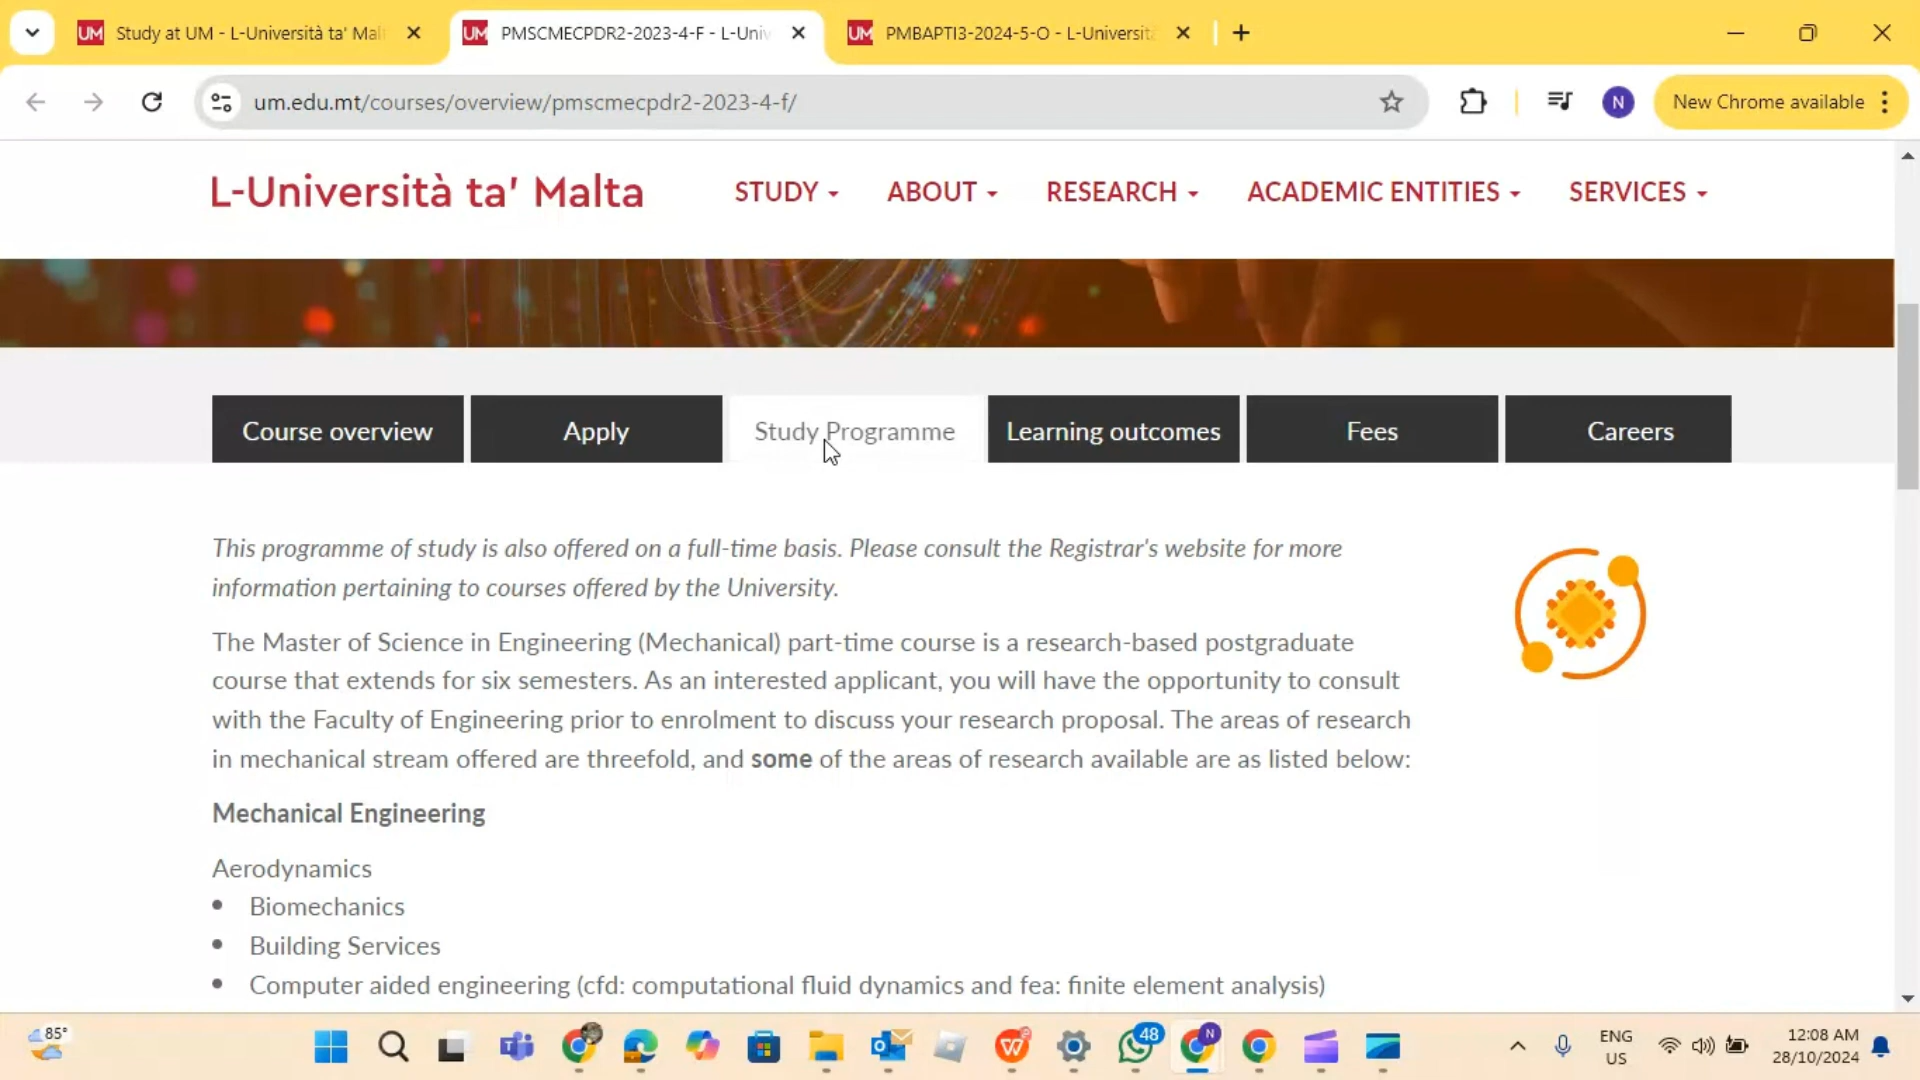 UM Study at UM - L-Università ta' Mal
UM PMSCMECPDR2-2023-4-F - L-Univ
UM PMBAPTI3-2024-5-O - L-Universit
um.edu.mt/courses/overview/pmscmecpdr2-2023-4-f/
N
New Chrome available
L-Università ta' Malta
STUDY
ABOUT
RESEARCH
ACADEMIC ENTITIES
SERVICES
Course overview
Apply
Study Programme
Learning outcomes
Fees
Careers
This programme of study is also offered on a full-time basis. Please consult the Registrar's website for more
information pertaining to courses offered by the University.
The Master of Science in Engineering (Mechanical) part-time course is a research-based postgraduate
course that extends for six semesters. As an interested applicant, you will have the opportunity to consult
with the Faculty of Engineering prior to enrolment to discuss your research proposal. The areas of research
in mechanical stream offered are threefold, and some of the areas of research available are as listed below:
Mechanical Engineering
Aerodynamics
• Biomechanics
• Building Services
• Computer aided engineering (cfd: computational fluid dynamics and fea: finite element analysis)
85°
48
N
ENG
US
12:08 AM
28/10/2024